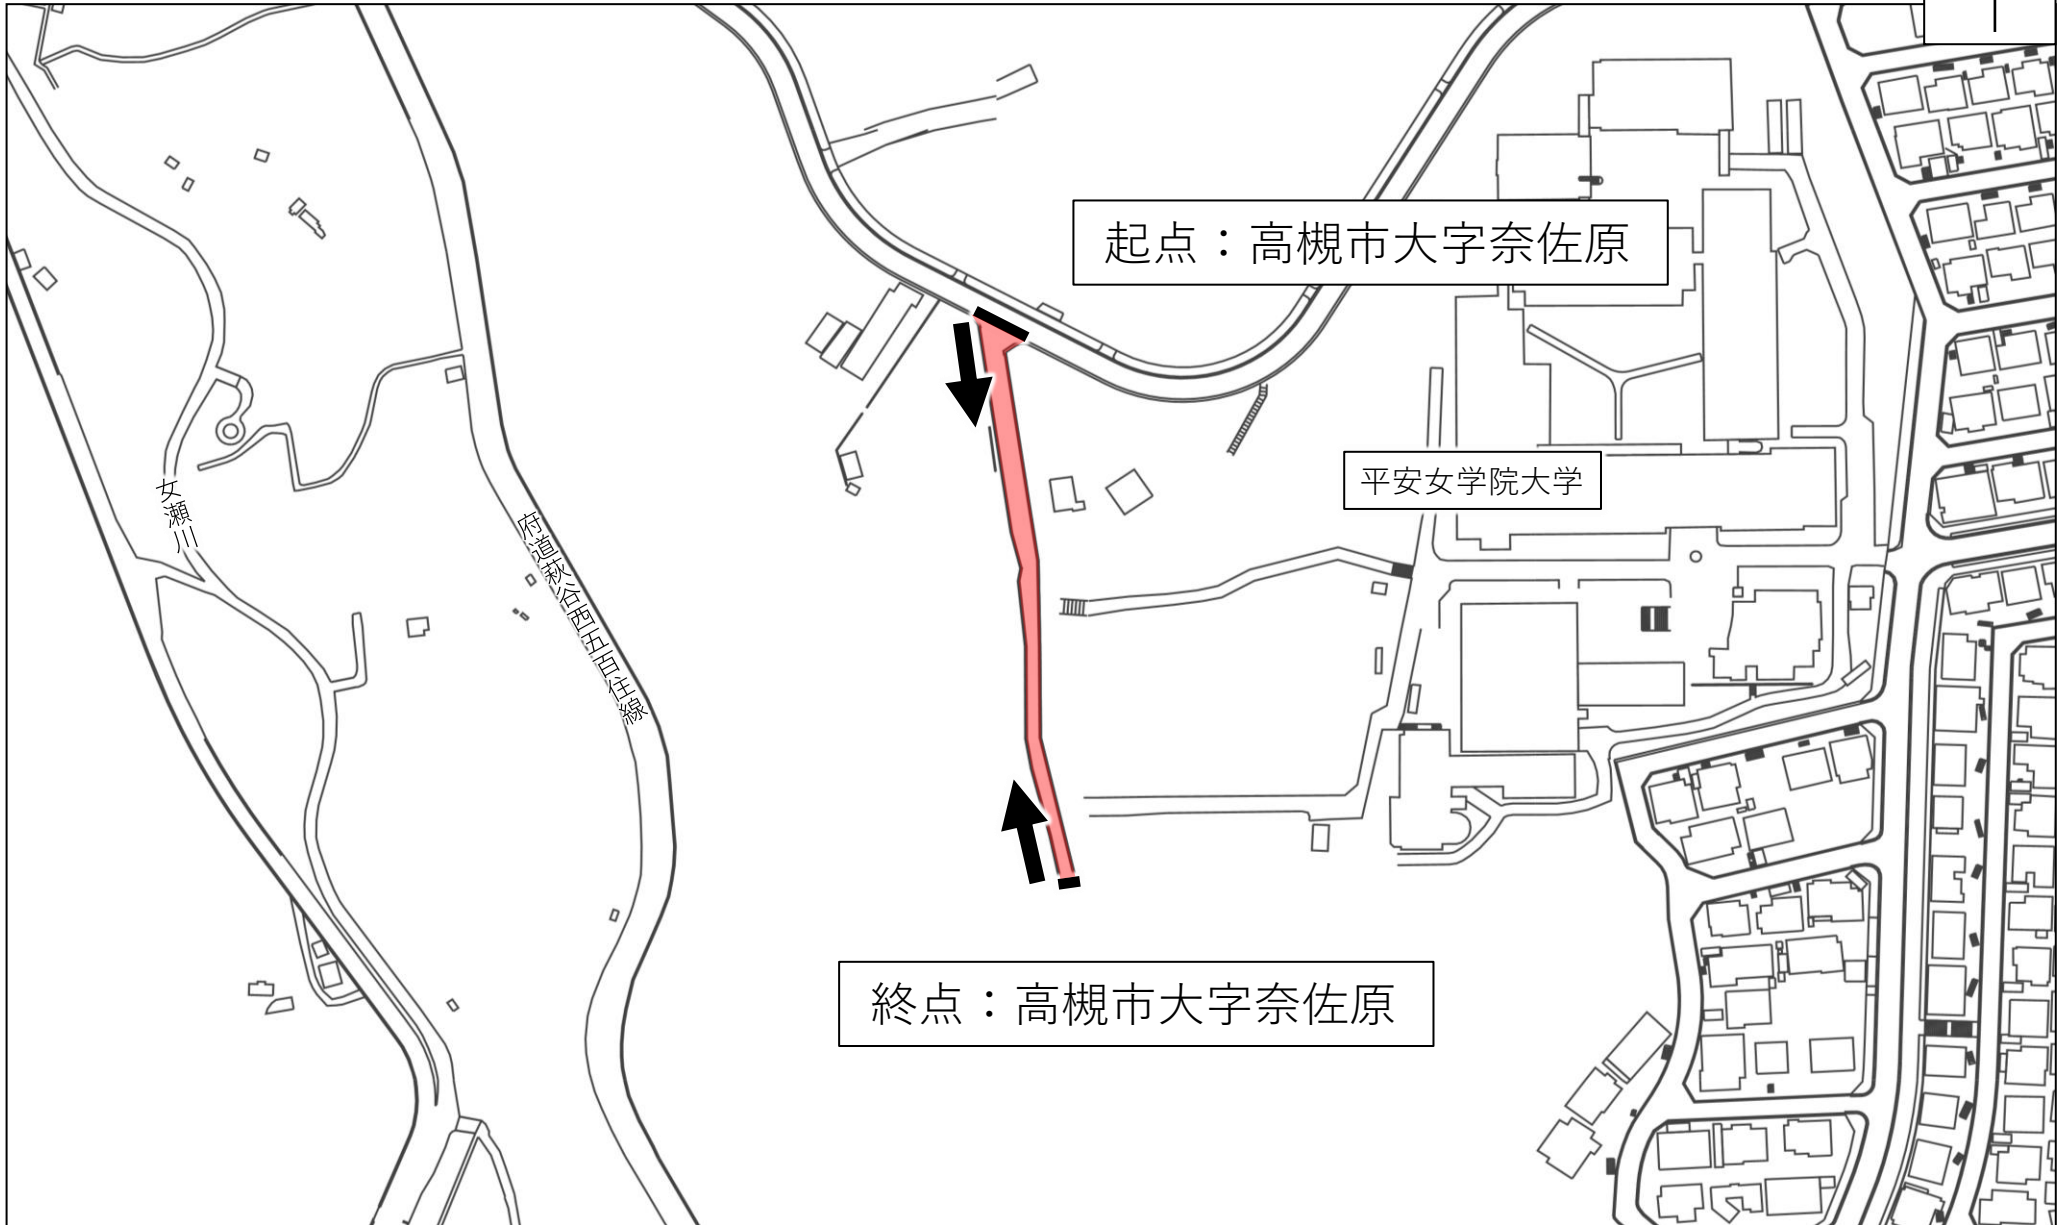 起点：高槻市大字奈佐原
平安女学院大学
女瀬川
府道萩谷西五百住線
終点：高槻市大字奈佐原